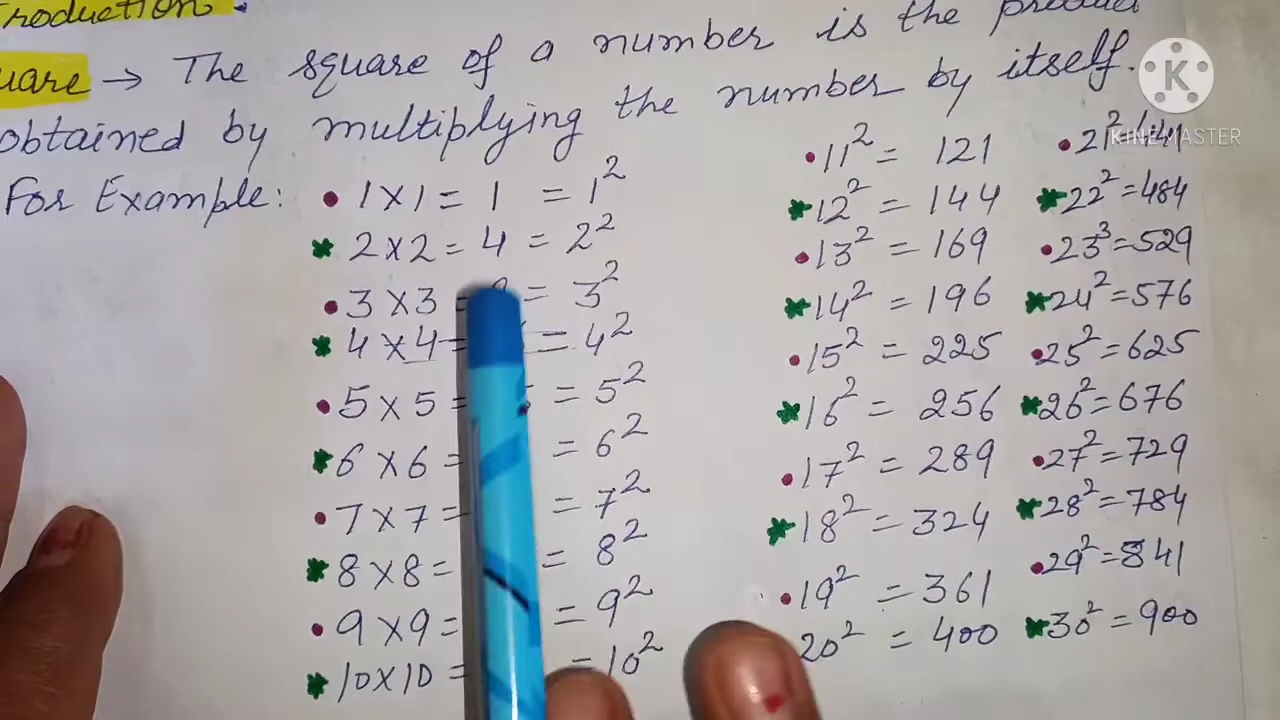 troduction.
uare → The square of a number is the product
obtained by multiplying the number by itself.
For Example:
1 × 1 = 1 = 1²
2 × 2 = 4 = 2²
3 × 3 = = 3²
4 × 4 = = 4²
5 × 5 = = 5²
6 × 6 = = 6²
7 × 7 = = 7²
8 × 8 = = 8²
9 × 9 = = 9²
10 × 10 = = 10²
11² = 121
12² = 144
13² = 169
14² = 196
15² = 225
16² = 256
17² = 289
18² = 324
19² = 361
20² = 400
21² = 441
22² = 484
23³ = 529
24² = 576
25² = 625
26² = 676
27² = 729
28² = 784
29² = 841
30² = 900
K
KINEMASTER